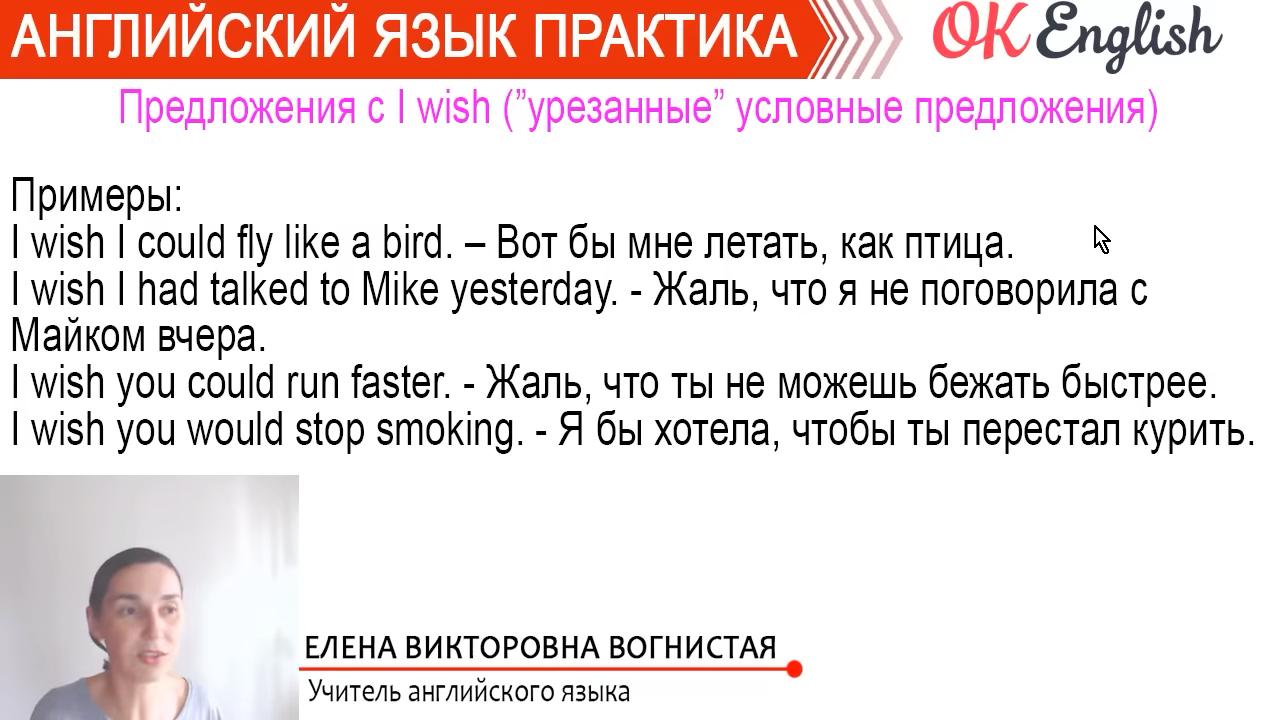 АНГЛИЙСКИЙ ЯЗЫК ПРАКТИКА
OK English
Предложения с I wish (”урезанные” условные предложения)
Примеры:
I wish I could fly like a bird. – Вот бы мне летать, как птица.
I wish I had talked to Mike yesterday. - Жаль, что я не поговорила с
Майком вчера.
I wish you could run faster. - Жаль, что ты не можешь бежать быстрее.
I wish you would stop smoking. - Я бы хотела, чтобы ты перестал курить.
ЕЛЕНА ВИКТОРОВНА ВОГНИСТАЯ
Учитель английского языка